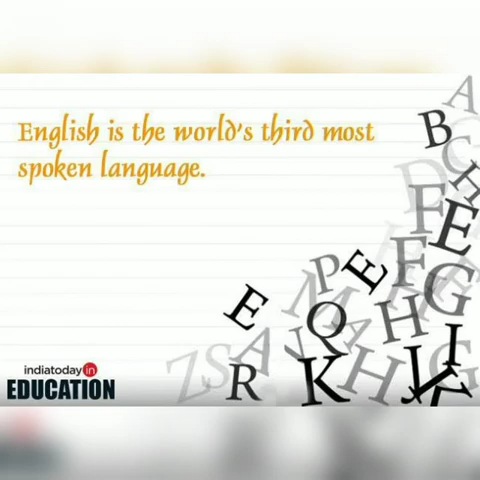 English is the world's third most
spoken language.
indiatoday in
EDUCATION
B
E
F
E
F
P
E
G
E
M
H
Q
I
Z S A
R
K
H
G